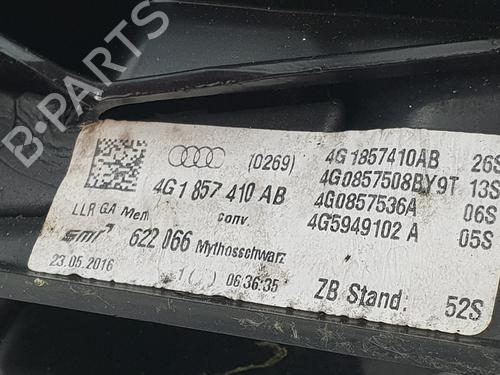 B-PARTS
(0269)
4G1 857 410 AB
LLR GA Mem conv.
smr 622 066 Mythosschwarz
23.05.2016 06:36:35
4G1857410AB 26S
4G0857508BY9T 13S
4G0857536A 06S
4G5949102 A 05S
ZB Stand: 52S